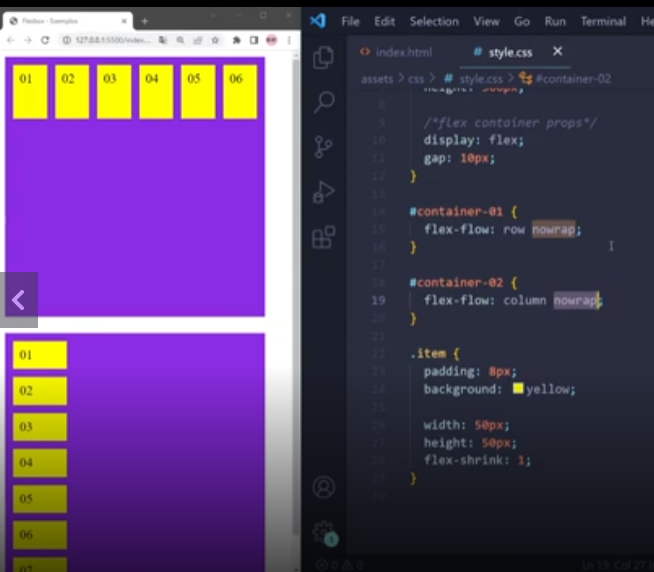 Flexbox - Exemplos
127.0.0.1:5500/index...
01 02 03 04 05 06
01
02
03
04
05
06
07
File Edit Selection View Go Run Terminal He
index.html
# style.css
assets > css > # style.css > #container-02
height: 300px;
9 /*flex container props*/
10 display: flex;
11 gap: 10px;
12 }
13
14 #container-01 {
15 flex-flow: row nowrap;
16 }
17
18 #container-02 {
19 flex-flow: column nowrap;
20 }
21
22 .item {
23 padding: 8px;
24 background: yellow;
25
26 width: 50px;
27 height: 50px;
28 flex-shrink: 1;
29 }
30
1
0 0
Ln 19, Col 27